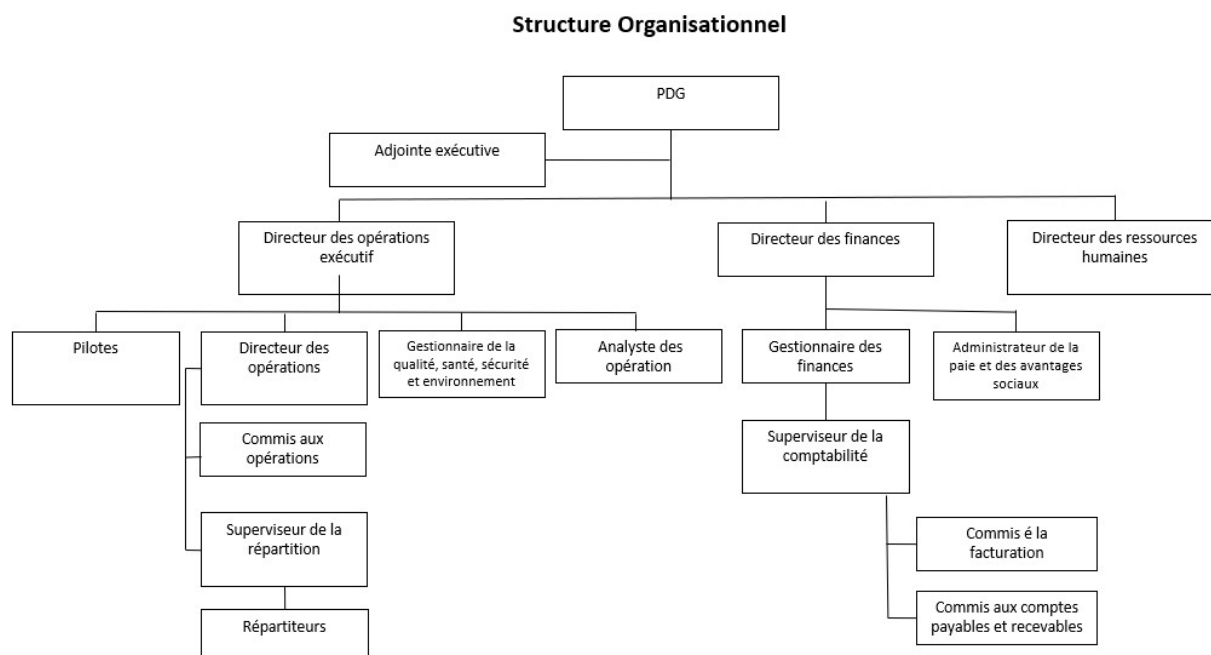 Structure Organisationnel
PDG
Adjointe exécutive
Directeur des opérations
exécutif
Directeur des finances
Directeur des ressources
humaines
Pilotes
Directeur des
opérations
Gestionnaire de la
qualité, santé, sécurité
et environnement
Analyste des
opération
Gestionnaire des
finances
Administrateur de la
paie et des avantages
sociaux
Commis aux
opérations
Superviseur de la
comptabilité
Superviseur de la
répartition
Commis é la
facturation
Répartiteurs
Commis aux comptes
payables et recevables